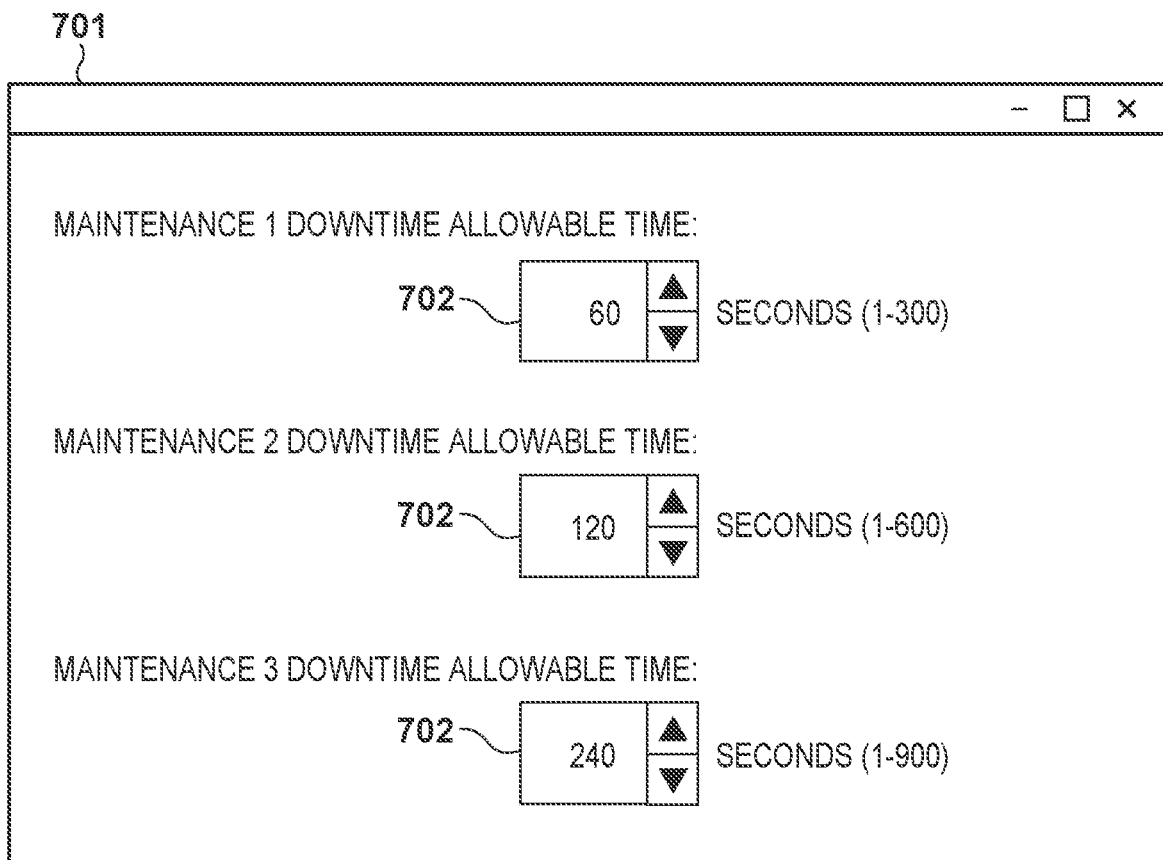 701
MAINTENANCE 1 DOWNTIME ALLOWABLE TIME:
702 60 SECONDS (1-300)
MAINTENANCE 2 DOWNTIME ALLOWABLE TIME:
702 120 SECONDS (1-600)
MAINTENANCE 3 DOWNTIME ALLOWABLE TIME:
702 240 SECONDS (1-900)